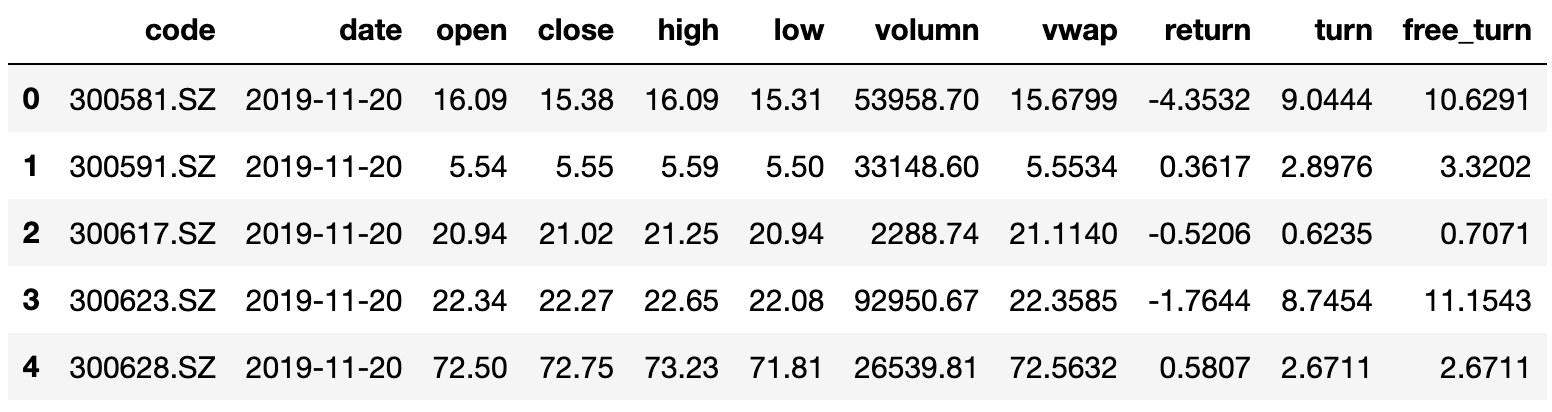 code date open close high low volumn vwap return turn free_turn
0 300581.SZ 2019-11-20 16.09 15.38 16.09 15.31 53958.70 15.6799 -4.3532 9.0444 10.6291
1 300591.SZ 2019-11-20 5.54 5.55 5.59 5.50 33148.60 5.5534 0.3617 2.8976 3.3202
2 300617.SZ 2019-11-20 20.94 21.02 21.25 20.94 2288.74 21.1140 -0.5206 0.6235 0.7071
3 300623.SZ 2019-11-20 22.34 22.27 22.65 22.08 92950.67 22.3585 -1.7644 8.7454 11.1543
4 300628.SZ 2019-11-20 72.50 72.75 73.23 71.81 26539.81 72.5632 0.5807 2.6711 2.6711